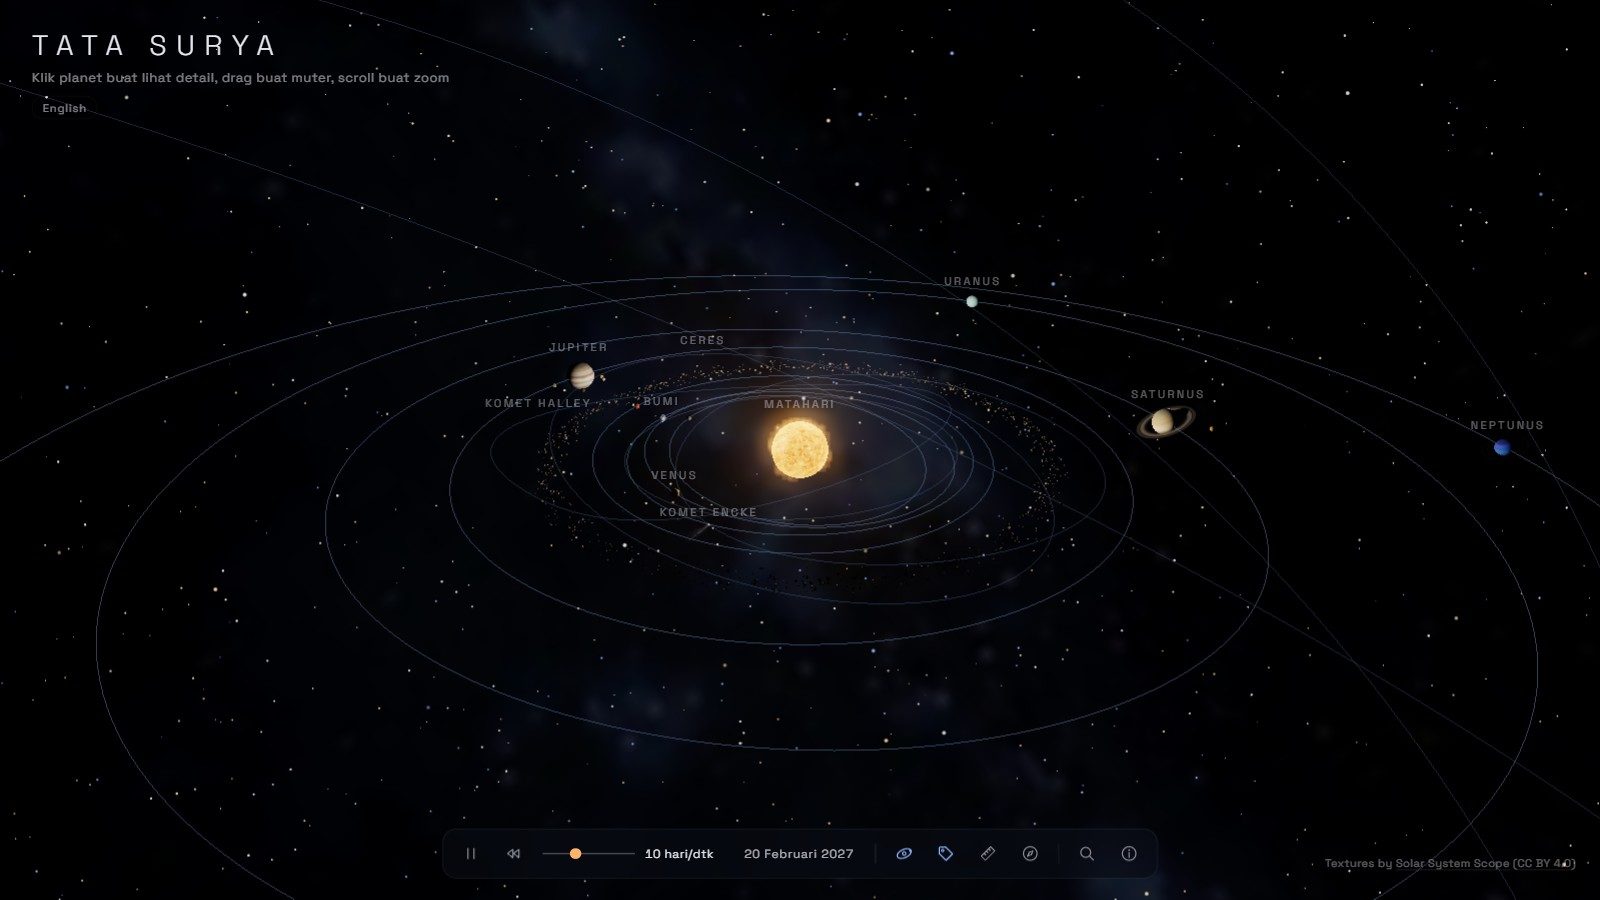 TATA SURYA
Klik planet buat lihat detail, drag buat muter, scroll buat zoom
English
URANUS
CERES
JUPITER
SATURNUS
BUMI
KOMET HALLEY
MATAHARI
NEPTUNUS
VENUS
KOMET ENCKE
10 hari/dtk
20 Februari 2027
Textures by Solar System Scope (CC BY 4.0)